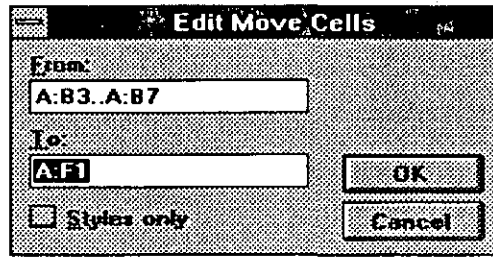 Edit Move Cells
From:
A:B3..A:B7
To:
A:F1
OK
Styles only
Cancel